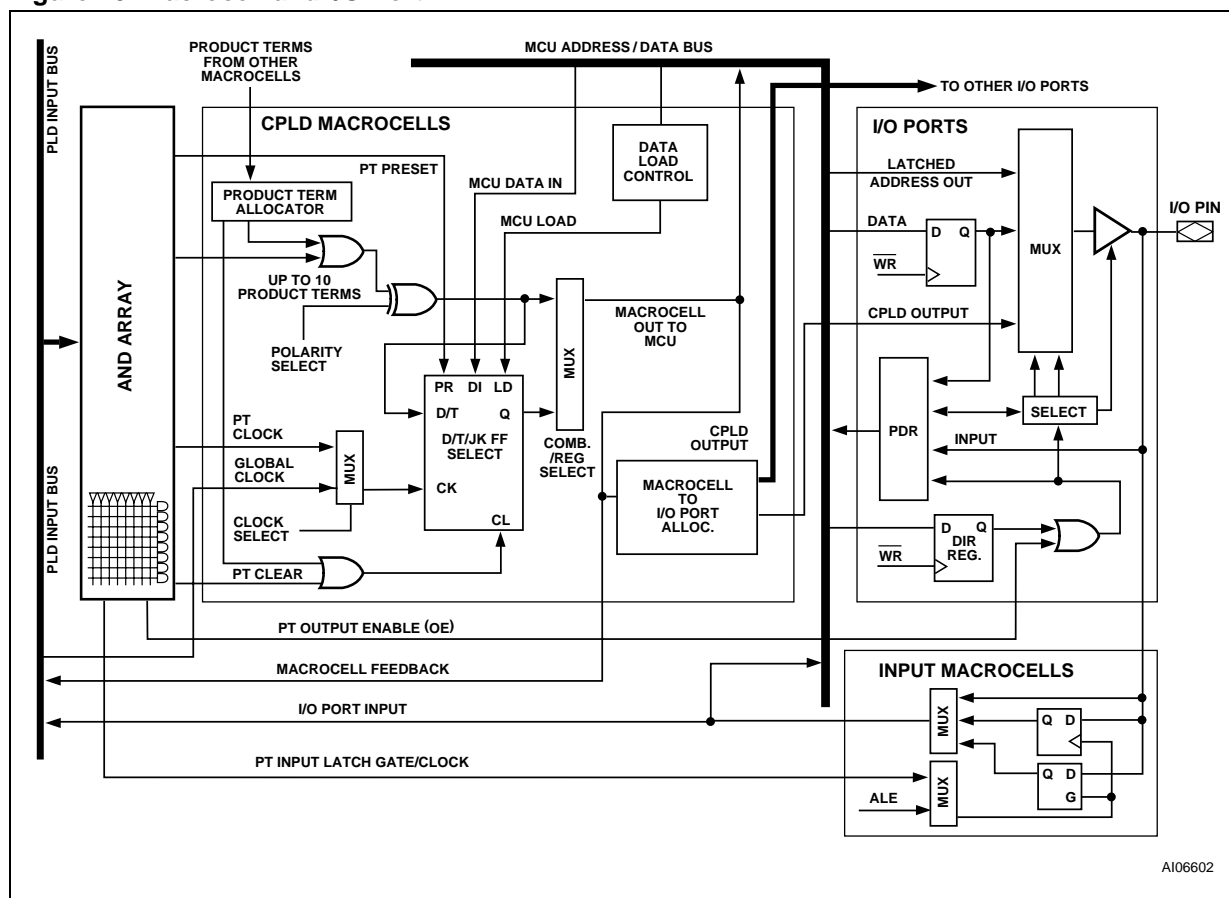 PRODUCT TERMS
FROM OTHER
MACROCELLS
MCU ADDRESS / DATA BUS
PLD INPUT BUS
TO OTHER I/O PORTS
CPLD MACROCELLS
I/O PORTS
DATA
LOAD
CONTROL
LATCHED
ADDRESS OUT
PT PRESET
MCU DATA IN
PRODUCT TERM
ALLOCATOR
I/O PIN
MCU LOAD
DATA
D Q
MUX
WR
AND ARRAY
UP TO 10
PRODUCT TERMS
MUX
MACROCELL
OUT TO
MCU
CPLD OUTPUT
POLARITY
SELECT
PR DI LD
D/T Q
D/T/JK FF
SELECT
SELECT
PT
CLOCK
MUX
COMB.
/REG
SELECT
CPLD
OUTPUT
PDR
INPUT
GLOBAL
CLOCK
CK
MACROCELL
TO
I/O PORT
ALLOC.
PLD INPUT BUS
CLOCK
SELECT
CL
D Q
DIR
REG.
WR
PT CLEAR
PT OUTPUT ENABLE (OE)
MACROCELL FEEDBACK
INPUT MACROCELLS
I/O PORT INPUT
MUX
Q D
PT INPUT LATCH GATE/CLOCK
MUX
Q D
G
ALE
AI06602